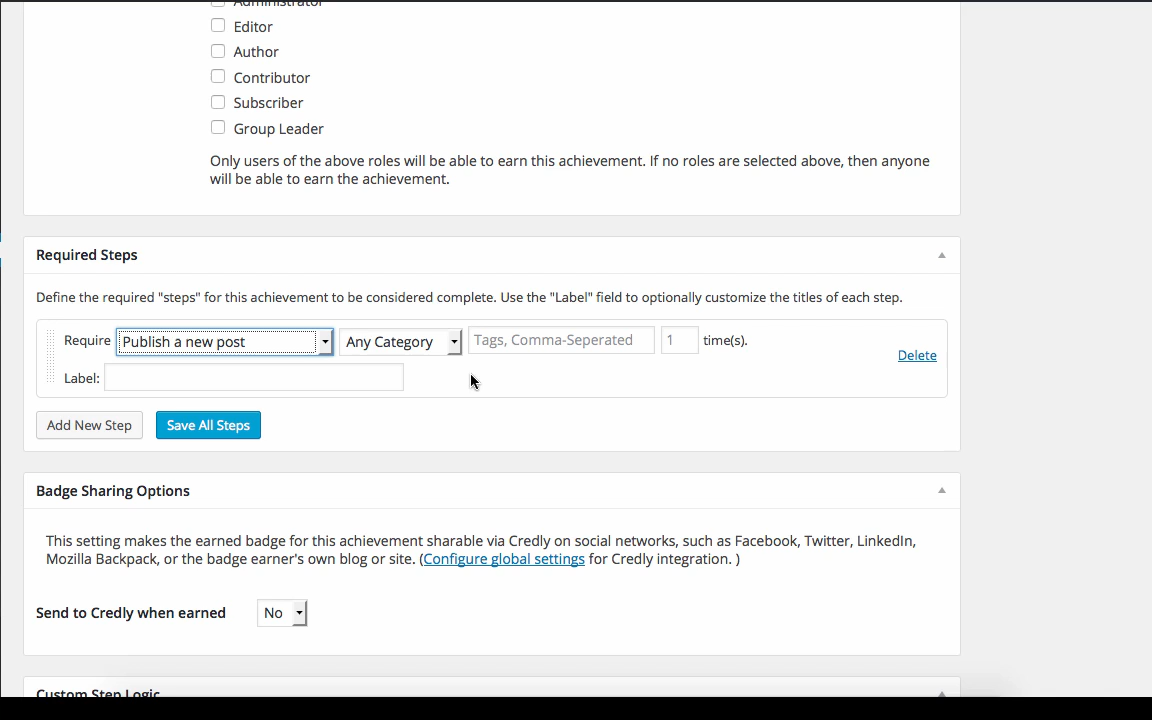 Administrator
Editor
Author
Contributor
Subscriber
Group Leader
Only users of the above roles will be able to earn this achievement. If no roles are selected above, then anyone
will be able to earn the achievement.
Required Steps
Define the required "steps" for this achievement to be considered complete. Use the "Label" field to optionally customize the titles of each step.
Require Publish a new post Any Category Tags, Comma-Seperated 1 time(s).
Delete
Label:
Add New Step Save All Steps
Badge Sharing Options
This setting makes the earned badge for this achievement sharable via Credly on social networks, such as Facebook, Twitter, LinkedIn,
Mozilla Backpack, or the badge earner's own blog or site. (Configure global settings for Credly integration. )
Send to Credly when earned No
Custom Step Logic